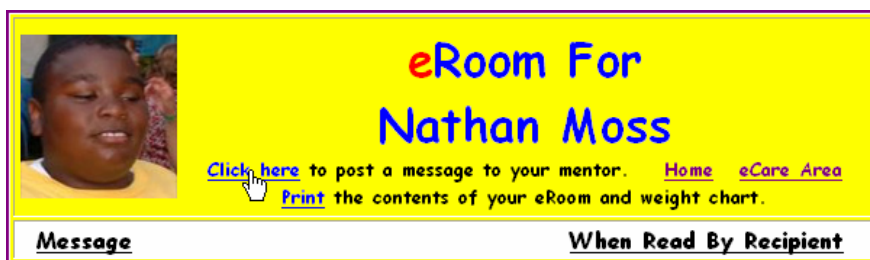 eRoom For
Nathan Moss
Click here to post a message to your mentor. Home eCare Area
Print the contents of your eRoom and weight chart.
Message When Read By Recipient